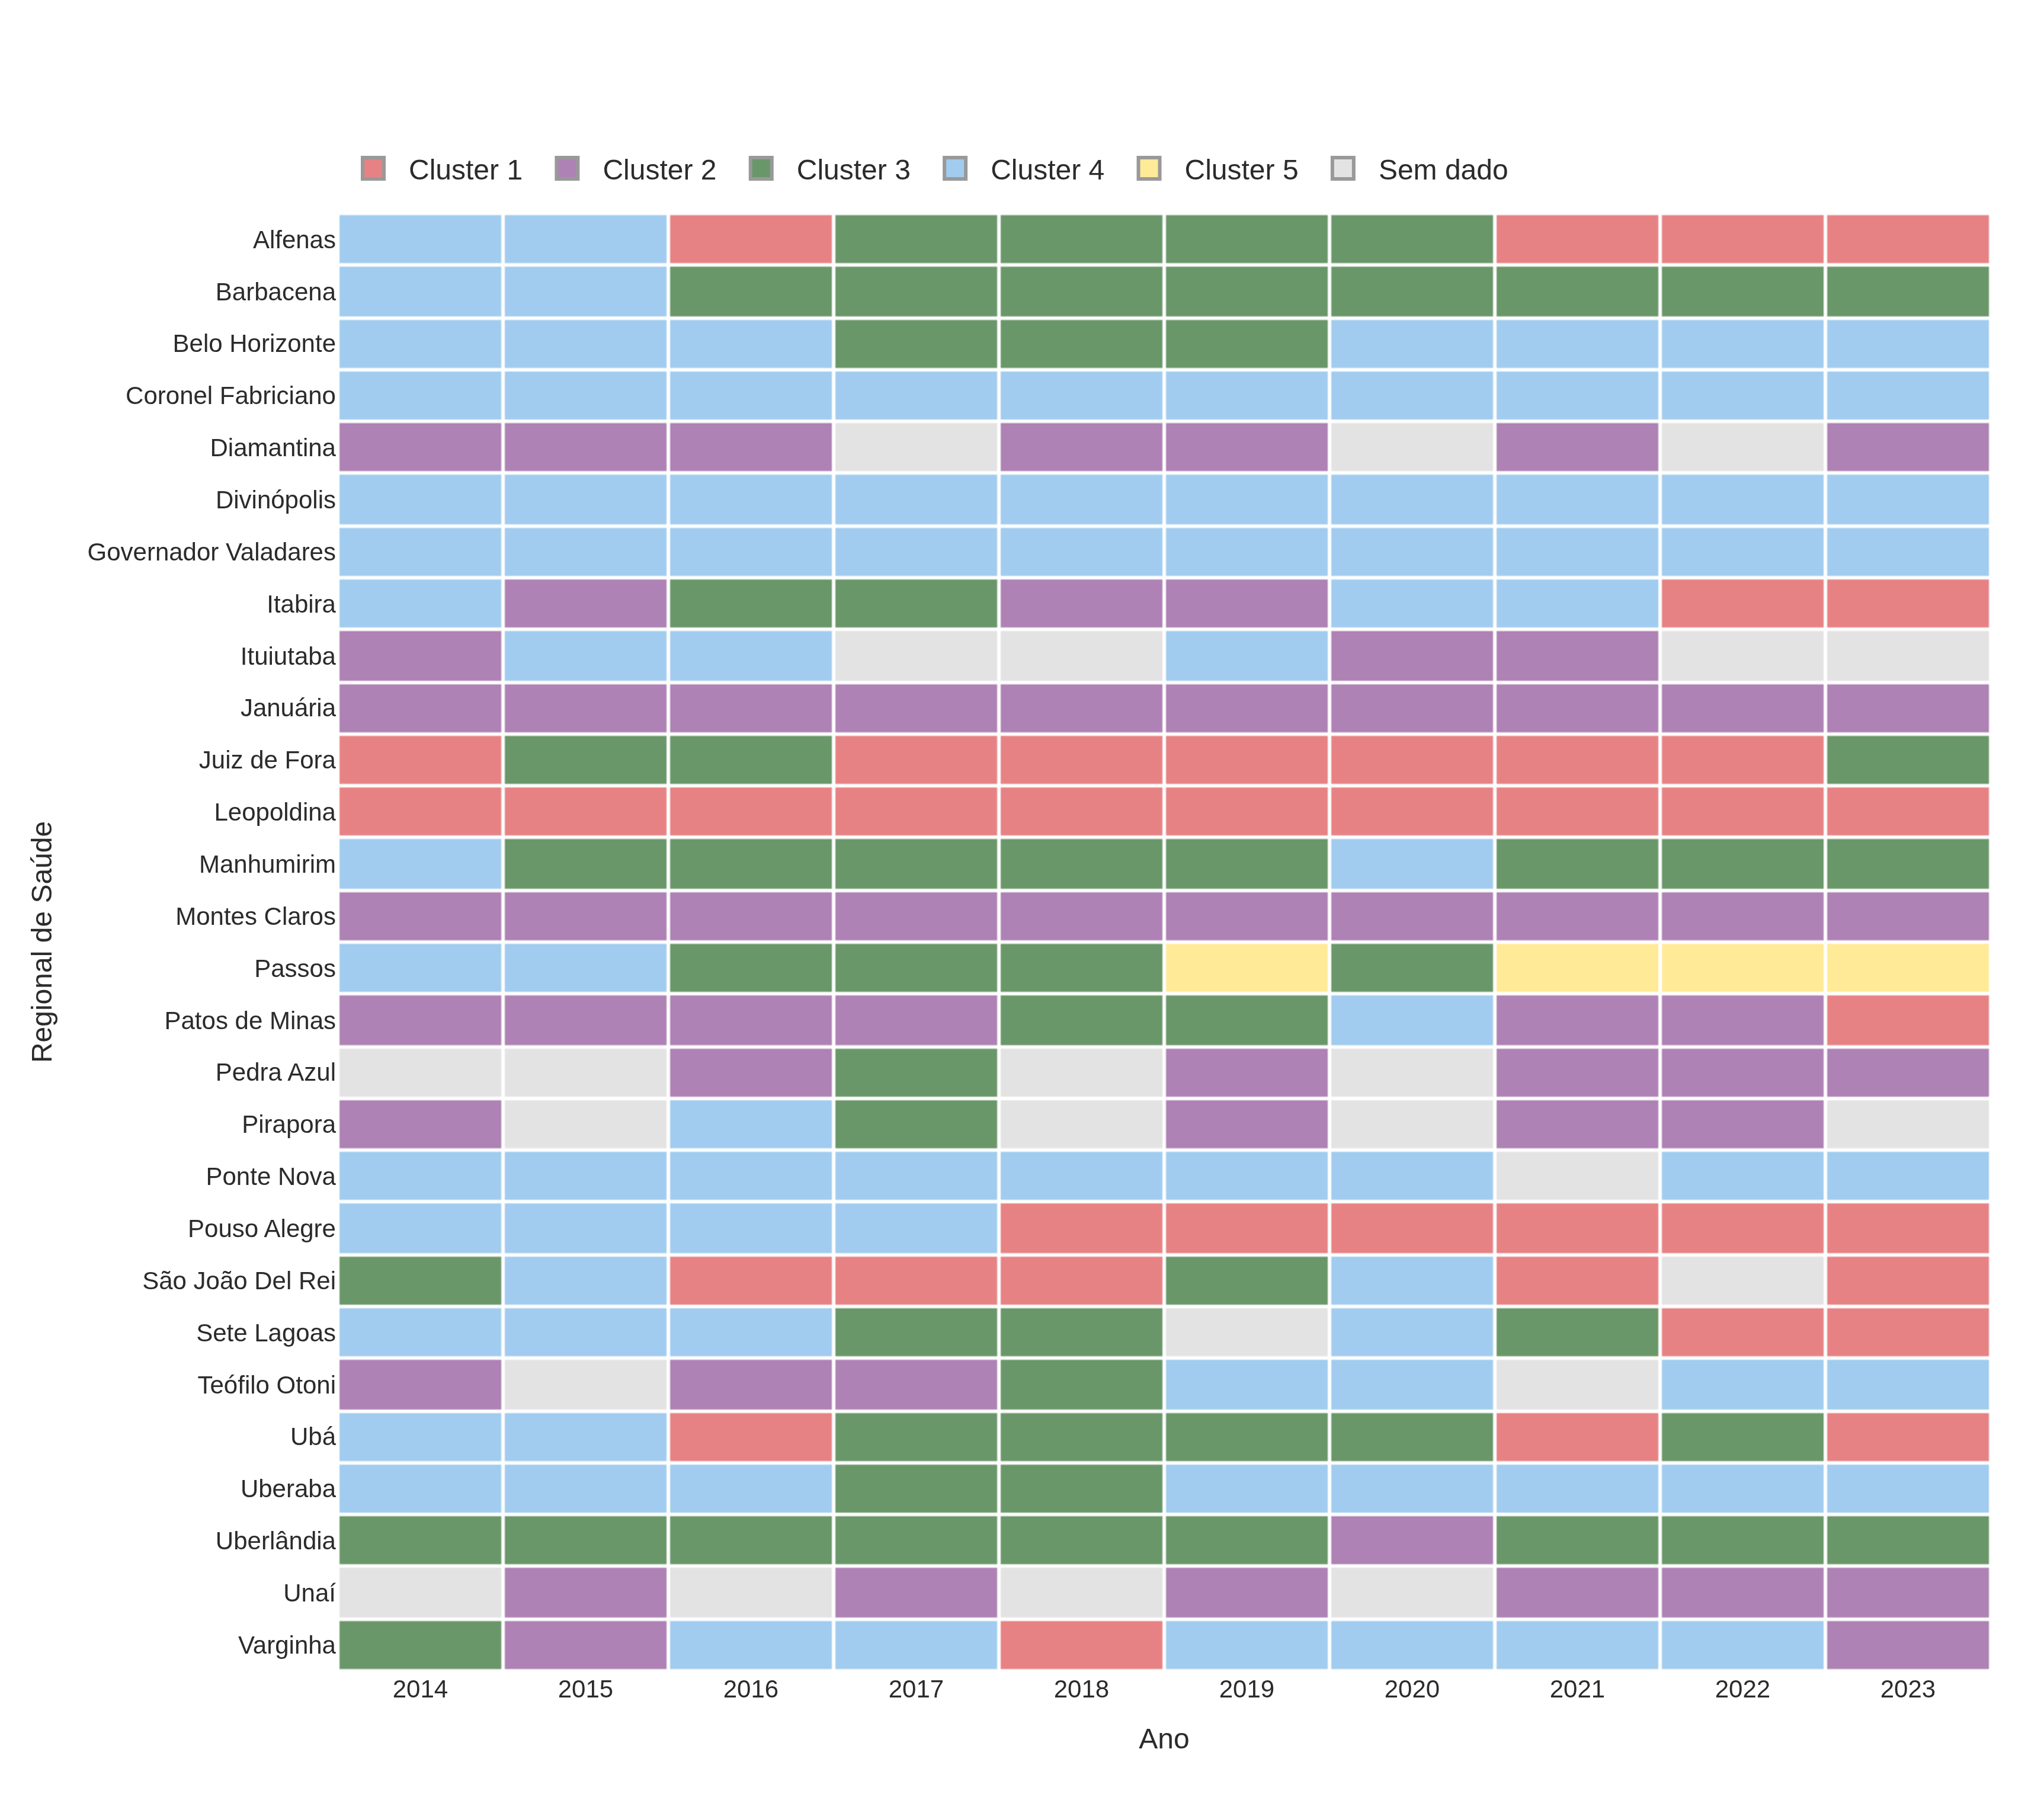 Cluster 1 Cluster 2 Cluster 3 Cluster 4 Cluster 5 Sem dado
Alfenas
Barbacena
Belo Horizonte
Coronel Fabriciano
Diamantina
Divinópolis
Governador Valadares
Itabira
Ituiutaba
Januária
Juiz de Fora
Leopoldina
Manhumirim
Montes Claros
Passos
Patos de Minas
Pedra Azul
Pirapora
Ponte Nova
Pouso Alegre
São João Del Rei
Sete Lagoas
Teófilo Otoni
Ubá
Uberaba
Uberlândia
Unaí
Varginha
Regional de Saúde
2014 2015 2016 2017 2018 2019 2020 2021 2022 2023
Ano